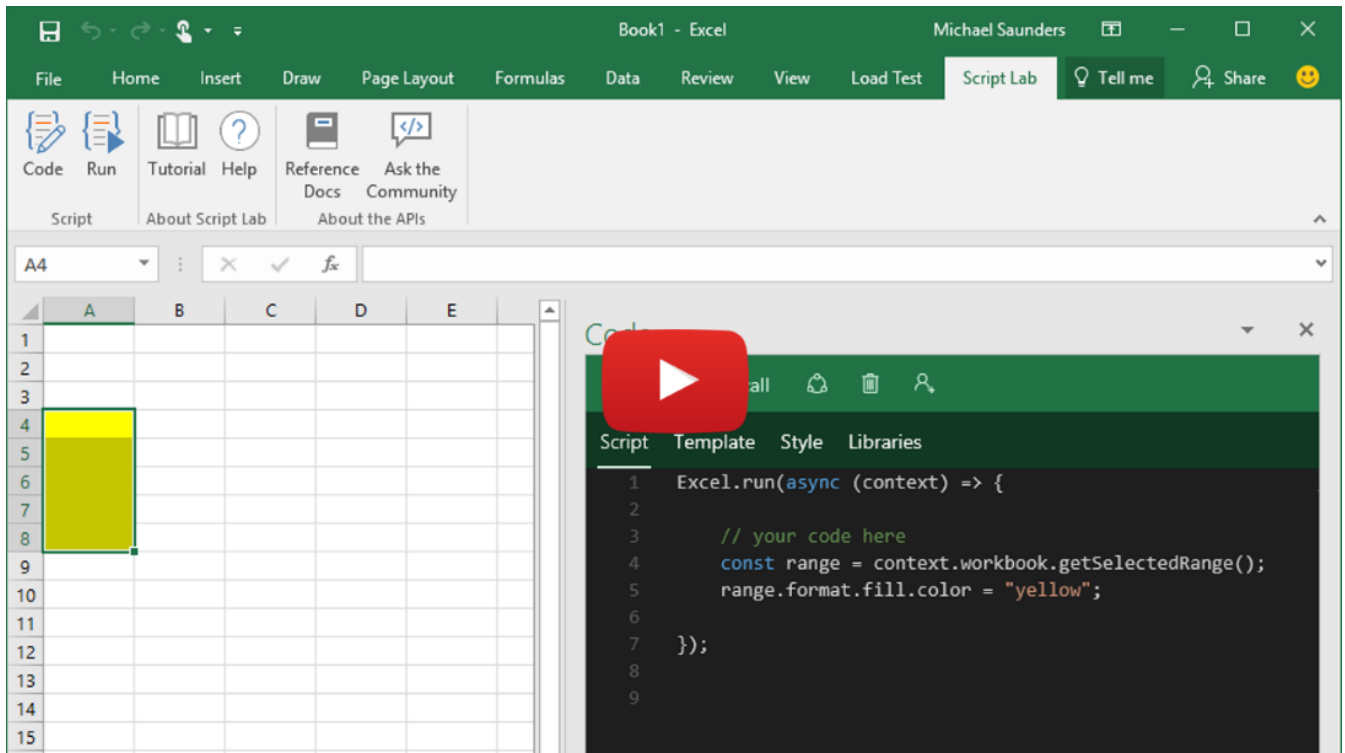 Book1 - Excel Michael Saunders
File Home Insert Draw Page Layout Formulas Data Review View Load Test Script Lab Tell me Share
Code Run Tutorial Help Reference Docs Ask the Community
Script About Script Lab About the APIs
A4 fx
A B C D E
Code
1
2
3
4
5
6
7
8
9
10
11
12
13
14
15
Script Template Style Libraries
1 Excel.run(async (context) => {
2
3 // your code here
4 const range = context.workbook.getSelectedRange();
5 range.format.fill.color = "yellow";
6
7 });
8
9